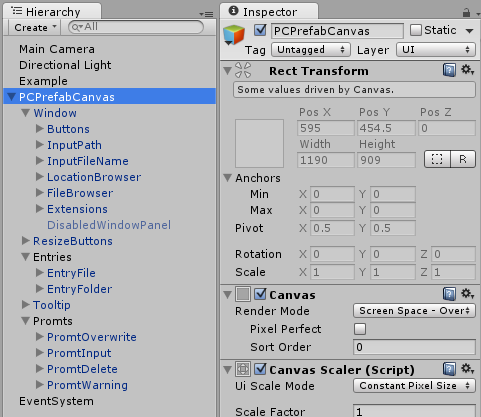 Hierarchy
Create
All
Main Camera
Directional Light
Example
PCPrefabCanvas
Window
Buttons
InputPath
InputFileName
LocationBrowser
FileBrowser
Extensions
DisabledWindowPanel
ResizeButtons
Entries
EntryFile
EntryFolder
Tooltip
Promts
PromtOverwrite
PromtInput
PromtDelete
PromtWarning
EventSystem
Inspector
PCPrefabCanvas Static
Tag Untagged Layer UI
Rect Transform
Some values driven by Canvas.
Pos X Pos Y Pos Z
595 454.5 0
Width Height
1190 909 R
Anchors
Min X 0 Y 0
Max X 0 Y 0
Pivot X 0.5 Y 0.5
Rotation X 0 Y 0 Z 0
Scale X 1 Y 1 Z 1
Canvas
Render Mode Screen Space - Over
Pixel Perfect
Sort Order 0
Canvas Scaler (Script)
Ui Scale Mode Constant Pixel Size
Scale Factor 1